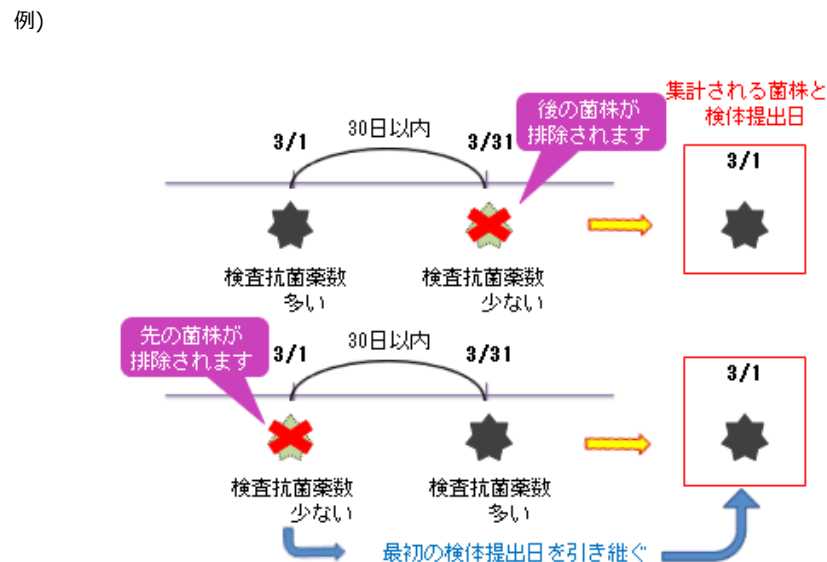 例)
集計される菌株と
検体提出日
後の菌株が
排除されます
3/1
30日以内
3/31
3/1
検査抗菌薬数
多い
検査抗菌薬数
少ない
先の菌株が
排除されます
3/1
30日以内
3/31
3/1
検査抗菌薬数
少ない
検査抗菌薬数
多い
最初の検体提出日を引き継ぐ